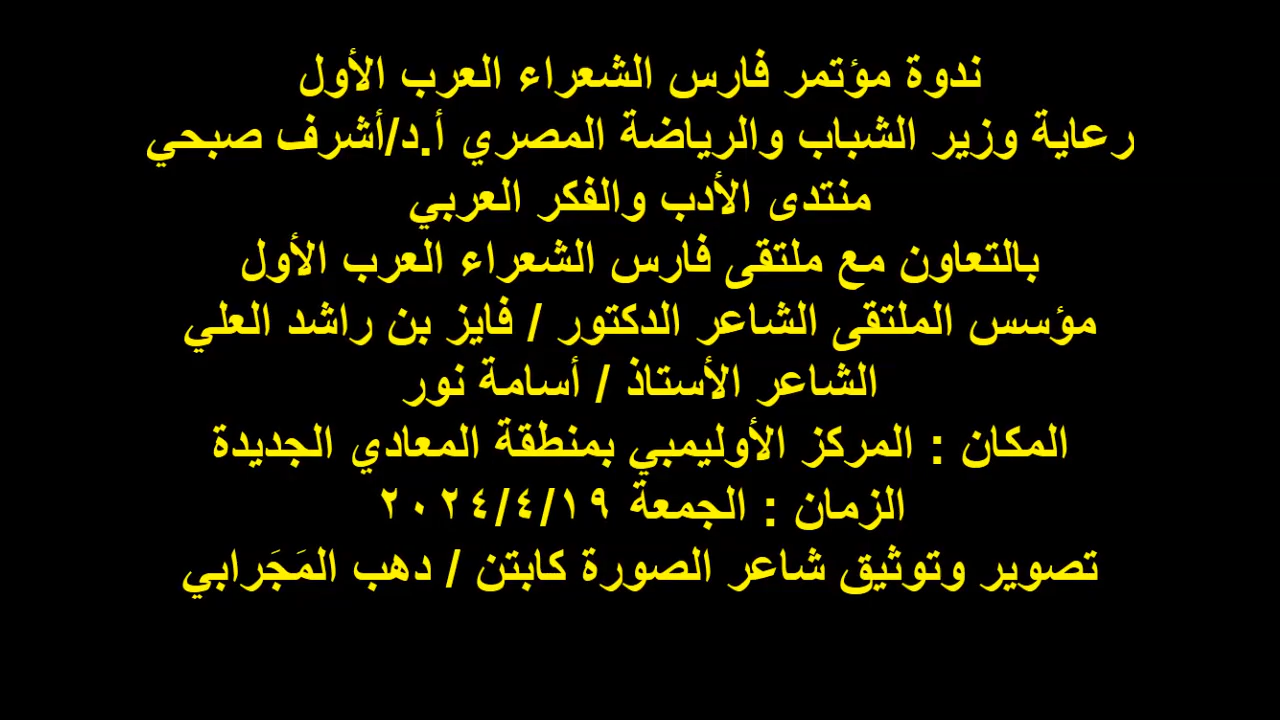 ندوة مؤتمر فارس الشعراء العرب الأول
رعاية وزير الشباب والرياضة المصري أ.د/أشرف صبحي
منتدى الأدب والفكر العربي
بالتعاون مع ملتقى فارس الشعراء العرب الأول
مؤسس الملتقى الشاعر الدكتور / فايز بن راشد العلي
الشاعر الأستاذ / أسامة نور
المكان : المركز الأوليمبي بمنطقة المعادي الجديدة
الزمان : الجمعة ٢٠٢٤/٤/١٩
تصوير وتوثيق شاعر الصورة كابتن / دهب المَجَرابي